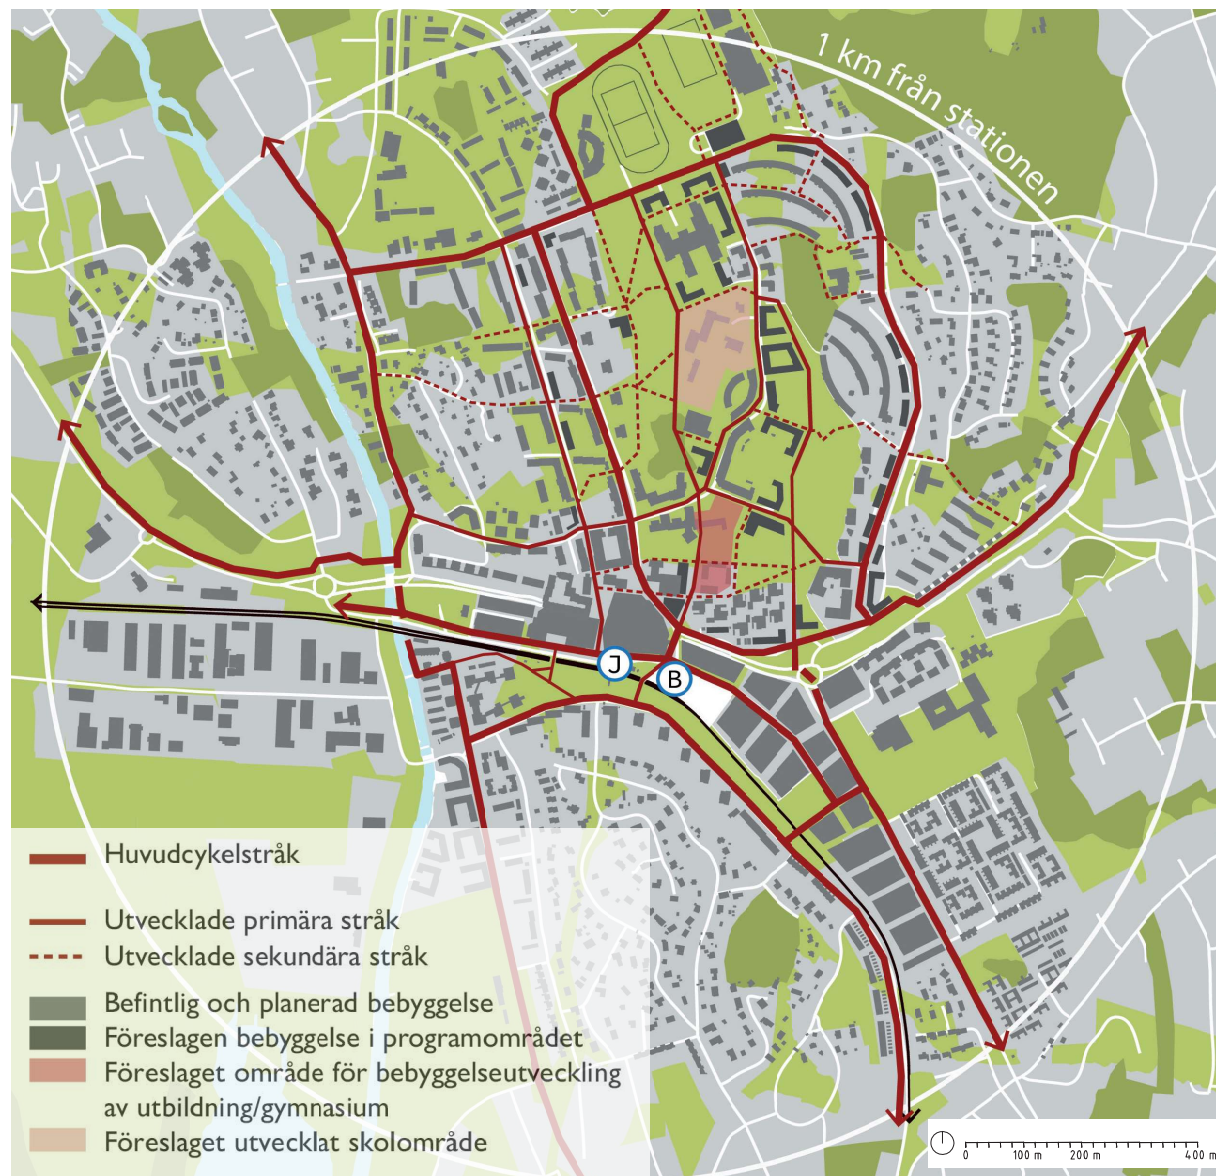 1 km från stationen
J
B
Huvudcykelstråk
Utvecklade primära stråk
Utvecklade sekundära stråk
Befintlig och planerad bebyggelse
Föreslagen bebyggelse i programområdet
Föreslaget område för bebyggelseutveckling
av utbildning/gymnasium
Föreslaget utvecklat skolområde
0 100 m 200 m 400 m